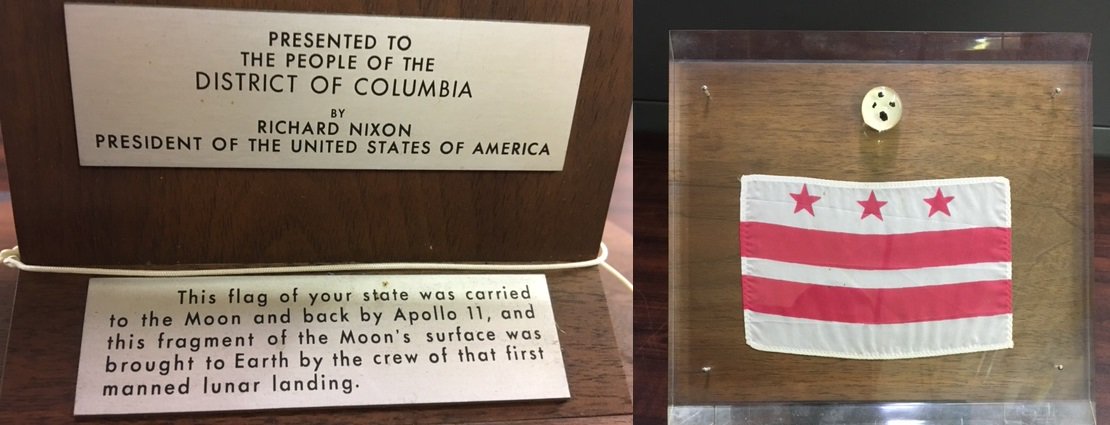 PRESENTED TO
THE PEOPLE OF THE
DISTRICT OF COLUMBIA
BY
RICHARD NIXON
PRESIDENT OF THE UNITED STATES OF AMERICA
This flag of your state was carried
to the Moon and back by Apollo 11, and
this fragment of the Moon's surface was
brought to Earth by the crew of that first
manned lunar landing.